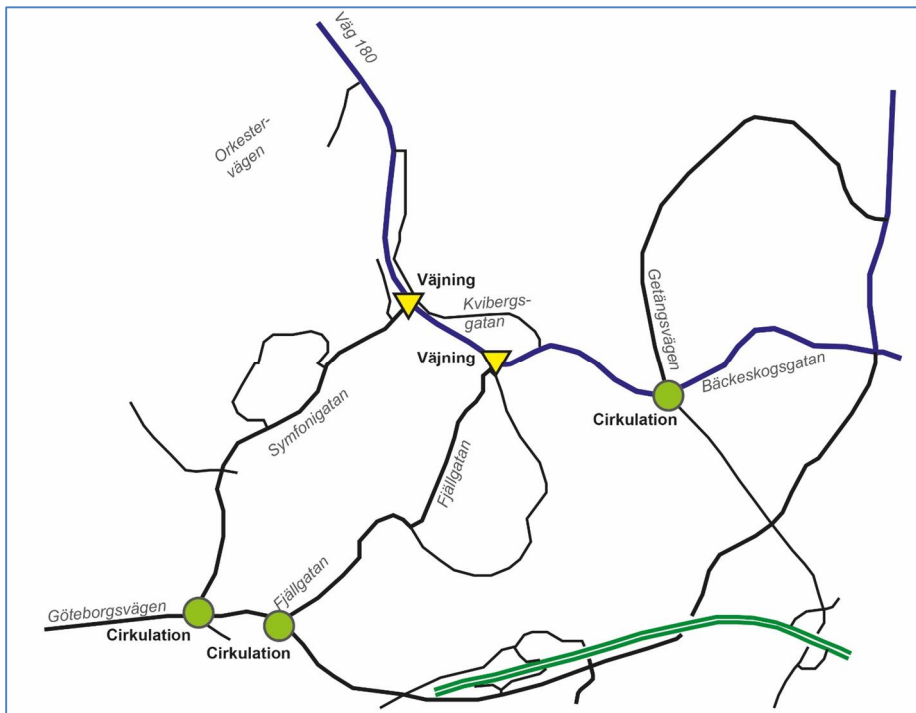 Väg 180
Orkester-
vägen
Väjning
Kvibergs-
gatan
Getängsvägen
Väjning
Bäckeskogsgatan
Cirkulation
Symfonigatan
Fjällgatan
Fjällgatan
Göteborgsvägen
Cirkulation
Cirkulation